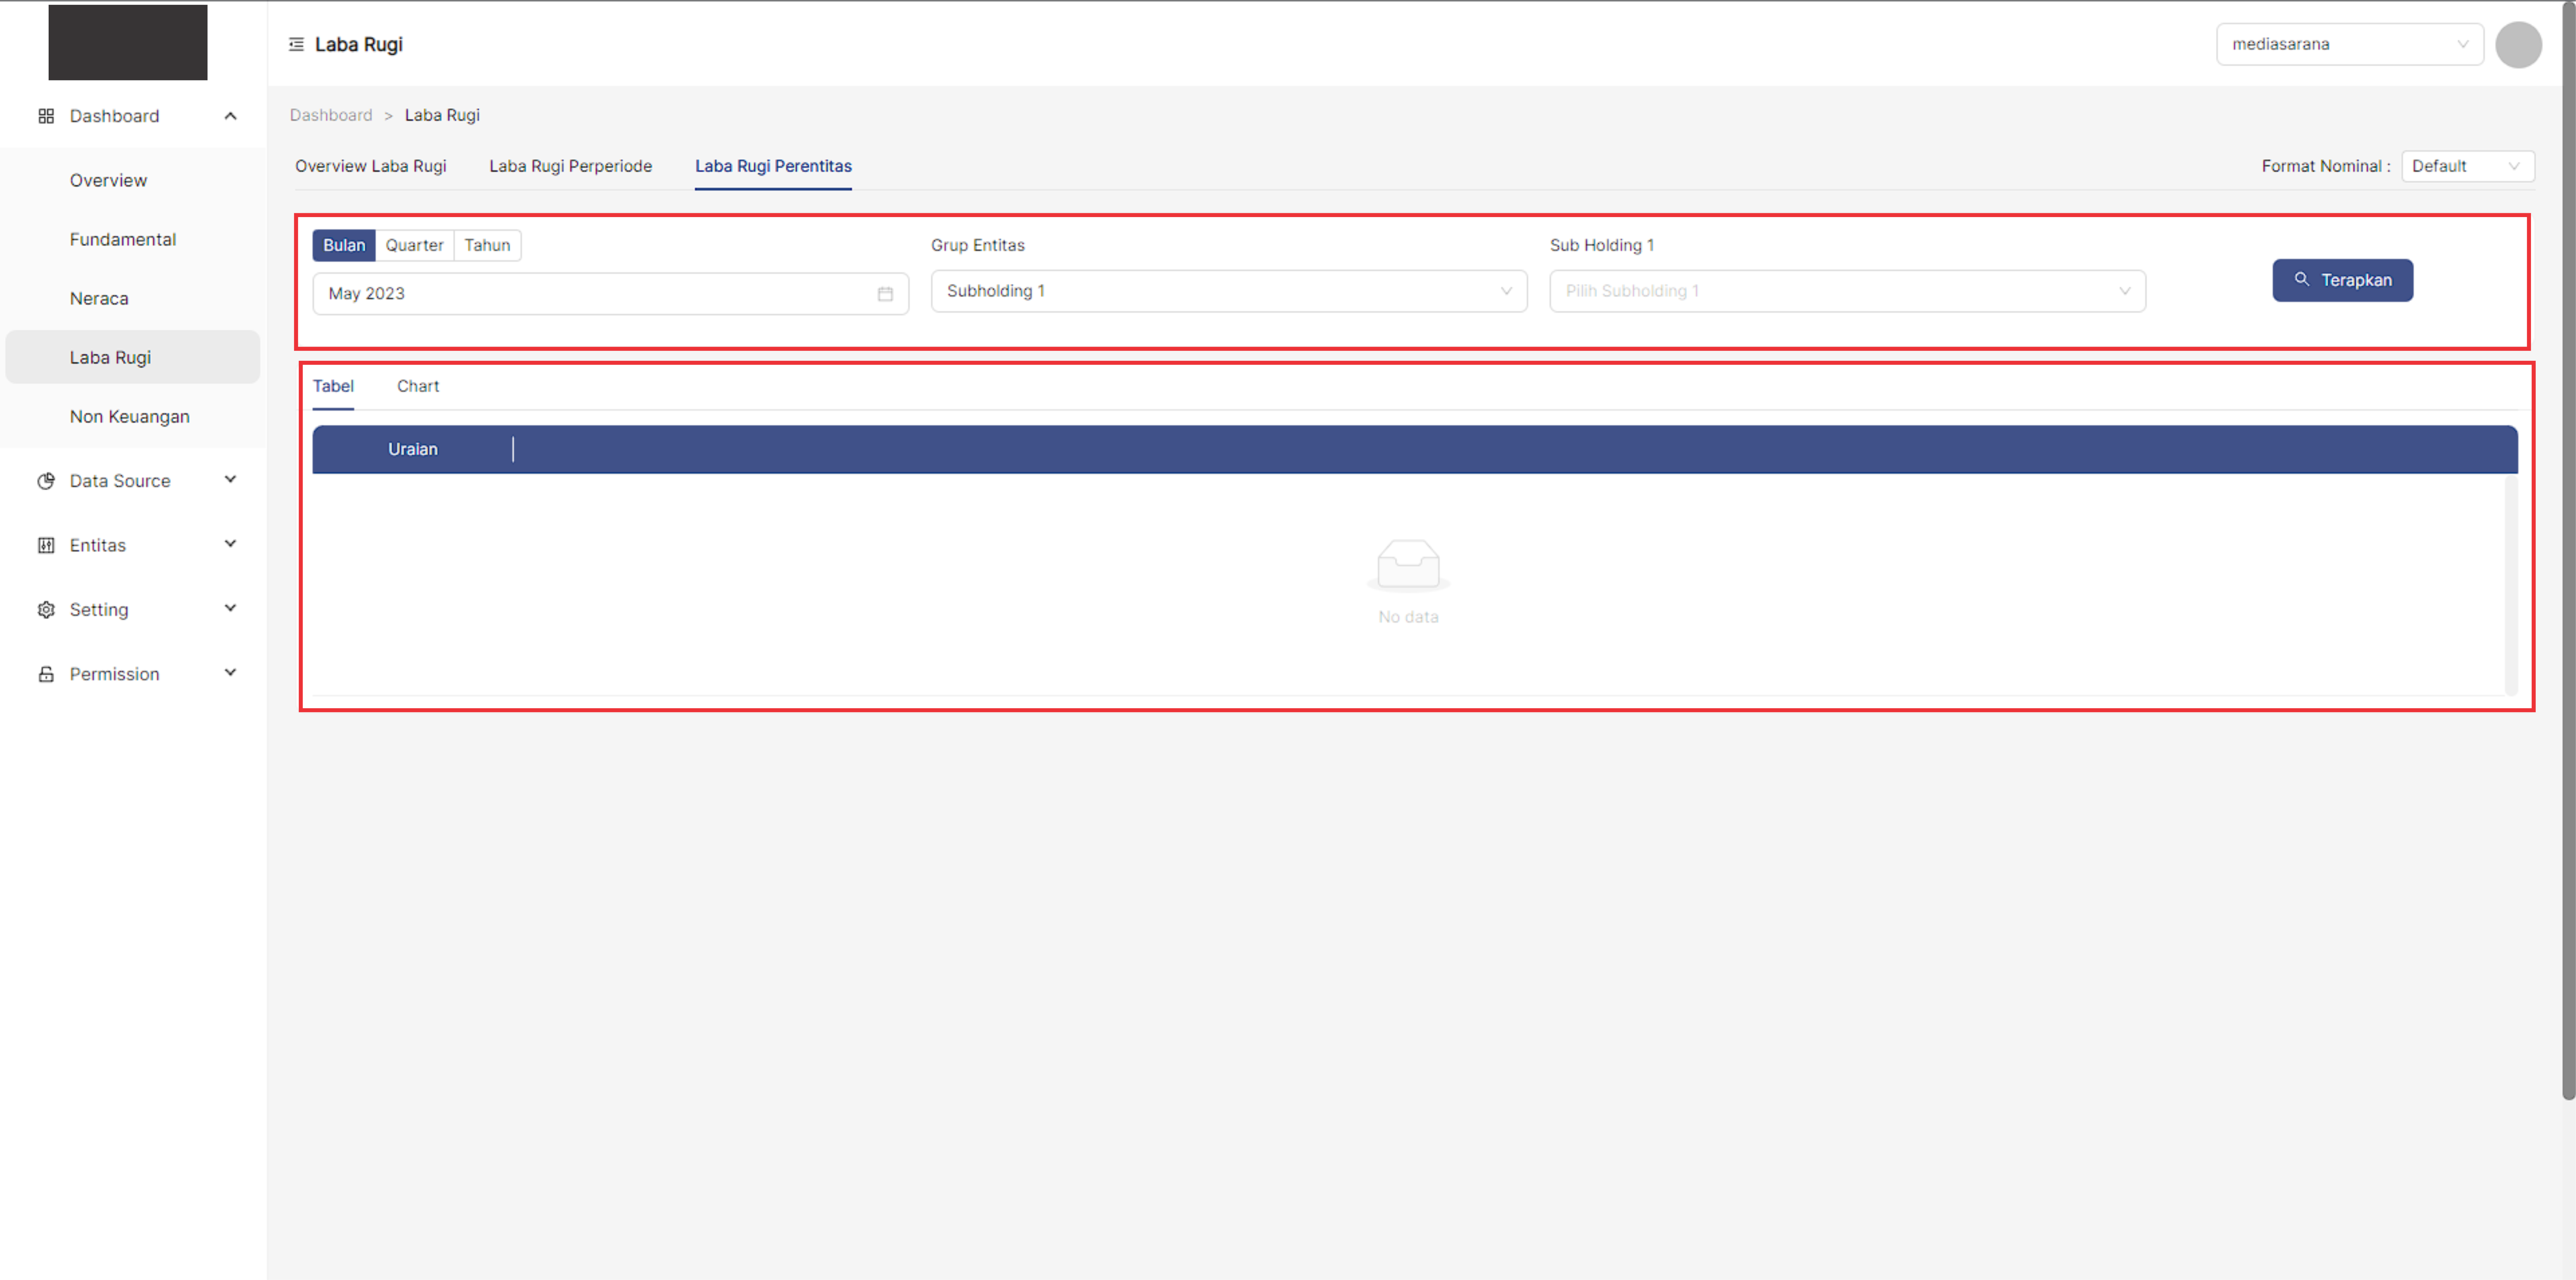 Laba Rugi
mediasarana
Dashboard
Overview
Fundamental
Neraca
Laba Rugi
Non Keuangan
Data Source
Entitas
Setting
Permission
Dashboard > Laba Rugi
Overview Laba Rugi Laba Rugi Perperiode Laba Rugi Perentitas
Format Nominal : Default
Bulan Quarter Tahun
May 2023
Grup Entitas
Subholding 1
Sub Holding 1
Pilih Subholding 1
Terapkan
Tabel Chart
Uraian
No data